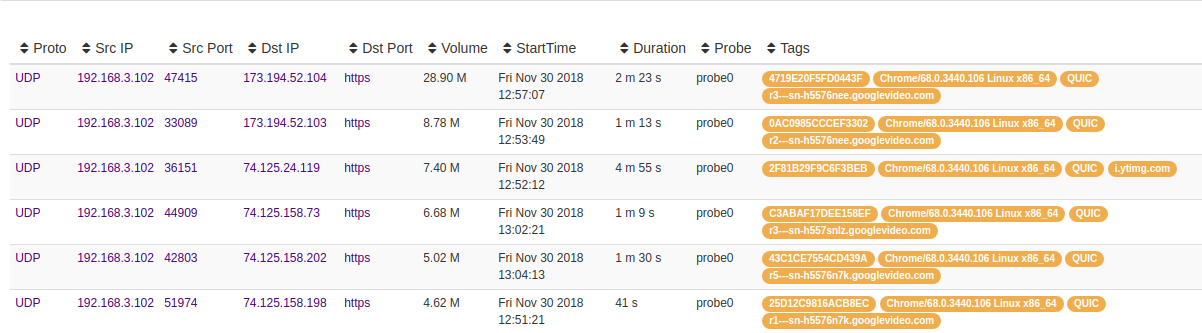 Proto Src IP Src Port Dst IP Dst Port Volume StartTime Duration Probe Tags
UDP 192.168.3.102 47415 173.194.52.104 https 28.90 M Fri Nov 30 2018 2 m 23 s probe0 4719E20F5FD0443F Chrome/68.0.3440.106 Linux x86_64 QUIC
12:57:07 r3---sn-h5576nee.googlevideo.com
UDP 192.168.3.102 33089 173.194.52.103 https 8.78 M Fri Nov 30 2018 1 m 13 s probe0 0AC0985CCCEF3302 Chrome/68.0.3440.106 Linux x86_64 QUIC
12:53:49 r2---sn-h5576nee.googlevideo.com
UDP 192.168.3.102 36151 74.125.24.119 https 7.40 M Fri Nov 30 2018 4 m 55 s probe0 2F81B29F9C6F3BEB Chrome/68.0.3440.106 Linux x86_64 QUIC i.ytimg.com
12:52:12
UDP 192.168.3.102 44909 74.125.158.73 https 6.68 M Fri Nov 30 2018 1 m 9 s probe0 C3ABAF17DEE158EF Chrome/68.0.3440.106 Linux x86_64 QUIC
13:02:21 r3---sn-h557snlz.googlevideo.com
UDP 192.168.3.102 42803 74.125.158.202 https 5.02 M Fri Nov 30 2018 1 m 30 s probe0 43C1CE7554CD439A Chrome/68.0.3440.106 Linux x86_64 QUIC
13:04:13 r5---sn-h5576n7k.googlevideo.com
UDP 192.168.3.102 51974 74.125.158.198 https 4.62 M Fri Nov 30 2018 41 s probe0 25D12C9816ACB8EC Chrome/68.0.3440.106 Linux x86_64 QUIC
12:51:21 r1---sn-h5576n7k.googlevideo.com